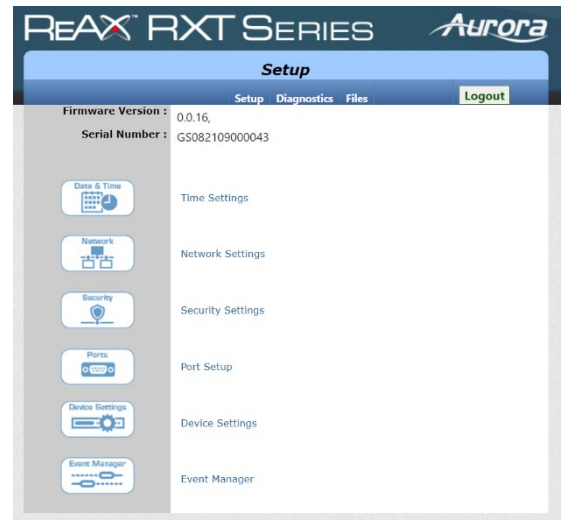 REAX™ RXT SERIES Aurora
Setup
Setup Diagnostics Files Logout
Firmware Version : 0.0.16,
Serial Number : GS082109000043
Date & Time
Time Settings
Network
Network Settings
Security
Security Settings
Ports
Port Setup
Device Settings
Device Settings
Event Manager
Event Manager